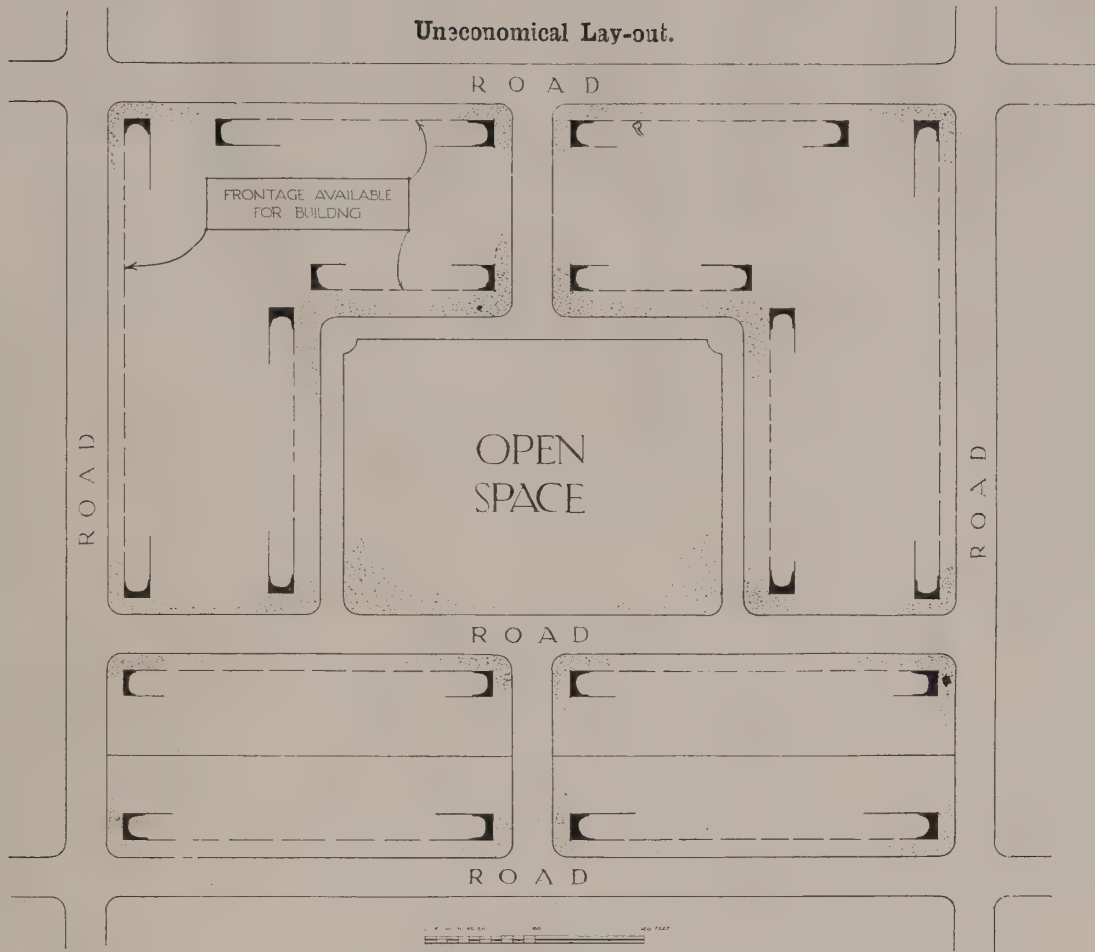 Uneconomical Lay-out.
ROAD
FRONTAGE AVAILABLE
FOR BUILDNG
ROAD
ROAD
OPEN
SPACE
ROAD
ROAD
FEET